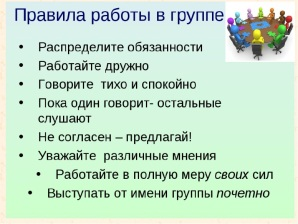 Правила работы в группе
• Распределите обязанности
• Работайте дружно
• Говорите тихо и спокойно
• Пока один говорит- остальные
слушают
• Не согласен – предлагай!
• Уважайте различные мнения
• Работайте в полную меру своих сил
• Выступать от имени группы почетно